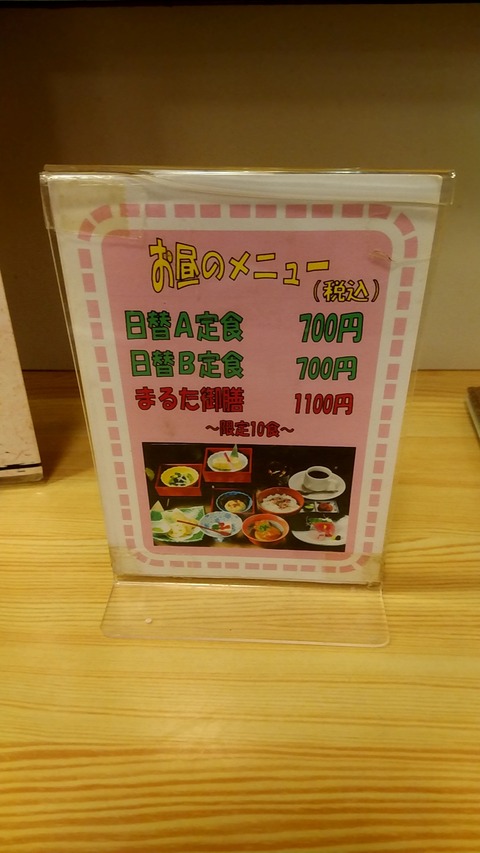 お昼のメニュー
(税込)
日替A定食 700円
日替B定食 700円
まるた御膳 1100円
～限定10食～